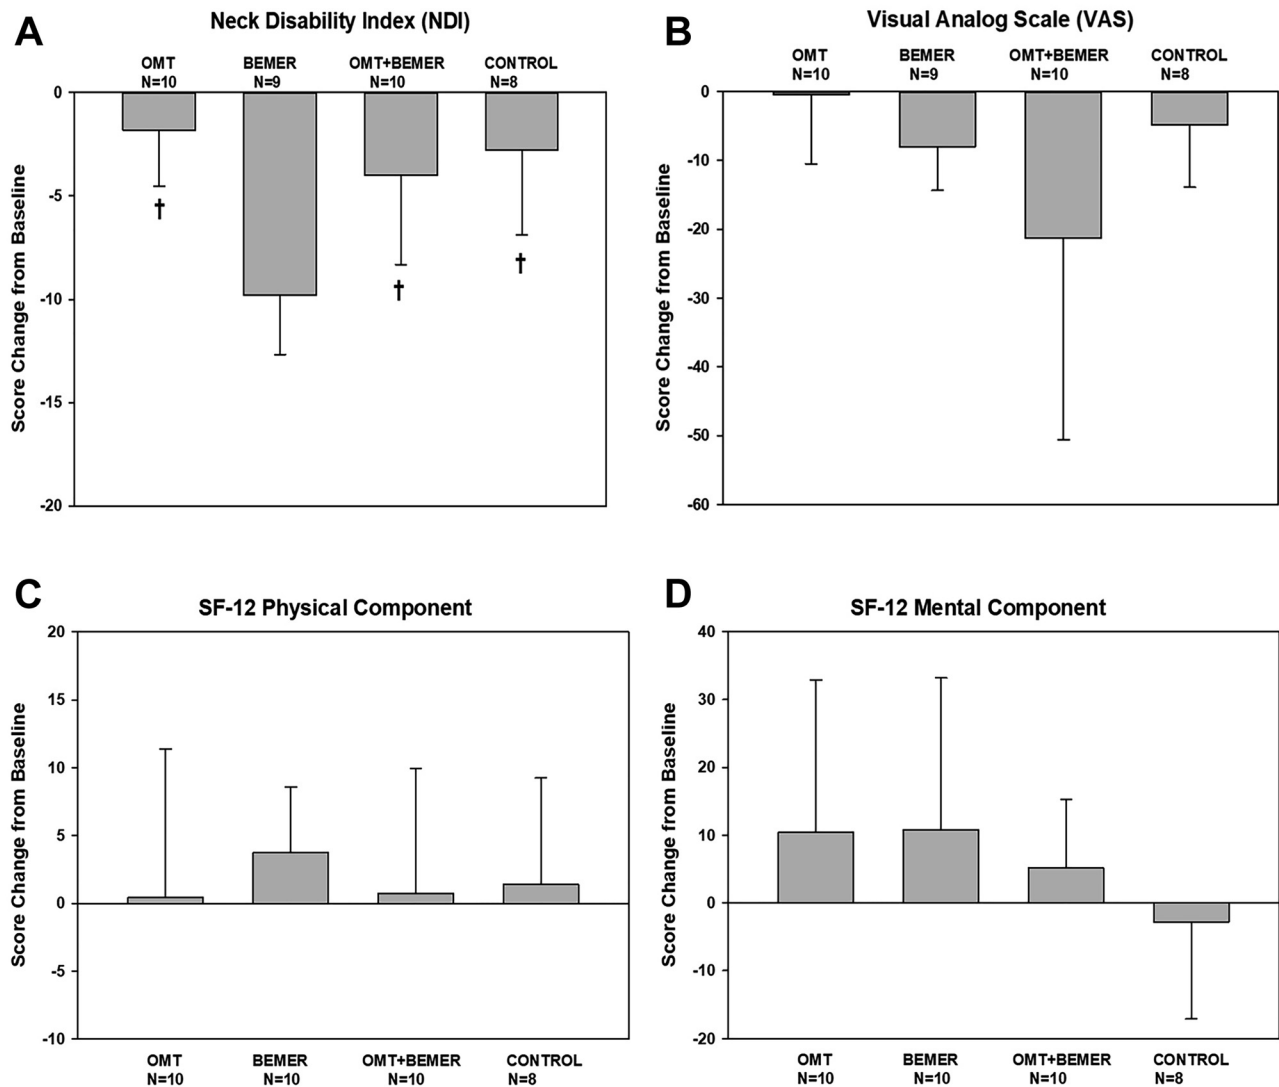 A
Neck Disability Index (NDI)
OMT BEMER OMT+BEMER CONTROL
N=10 N=9 N=10 N=8
0
-5
-10
-15
-20
Score Change from Baseline
†
†
†
B
Visual Analog Scale (VAS)
OMT BEMER OMT+BEMER CONTROL
N=10 N=9 N=10 N=8
0
-10
-20
-30
-40
-50
-60
Score Change from Baseline
C
SF-12 Physical Component
20
15
10
5
0
-5
-10
Score Change from Baseline
OMT BEMER OMT+BEMER CONTROL
N=10 N=10 N=10 N=8
D
SF-12 Mental Component
40
30
20
10
0
-10
-20
Score Change from Baseline
OMT BEMER OMT+BEMER CONTROL
N=10 N=10 N=10 N=8